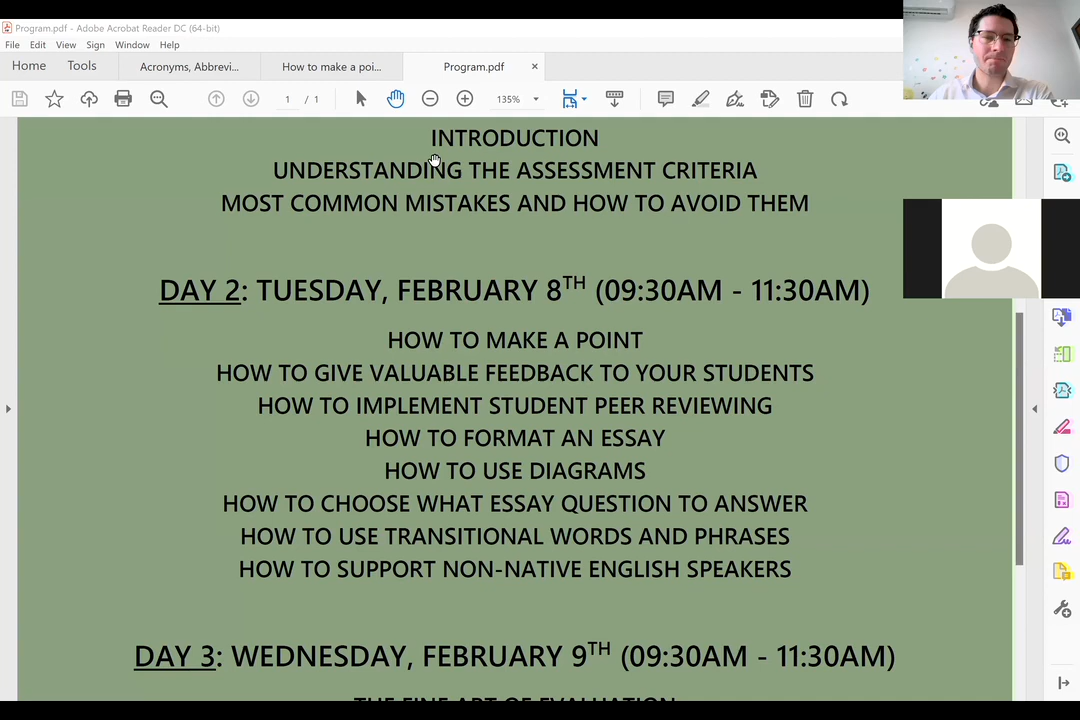 Program.pdf - Adobe Acrobat Reader DC (64-bit)
File Edit View Sign Window Help
Home Tools Acronyms, Abbrevi... How to make a poi... Program.pdf ×
1 / 1 135%
INTRODUCTION
UNDERSTANDING THE ASSESSMENT CRITERIA
MOST COMMON MISTAKES AND HOW TO AVOID THEM
DAY 2: TUESDAY, FEBRUARY 8TH (09:30AM - 11:30AM)
HOW TO MAKE A POINT
HOW TO GIVE VALUABLE FEEDBACK TO YOUR STUDENTS
HOW TO IMPLEMENT STUDENT PEER REVIEWING
HOW TO FORMAT AN ESSAY
HOW TO USE DIAGRAMS
HOW TO CHOOSE WHAT ESSAY QUESTION TO ANSWER
HOW TO USE TRANSITIONAL WORDS AND PHRASES
HOW TO SUPPORT NON-NATIVE ENGLISH SPEAKERS
DAY 3: WEDNESDAY, FEBRUARY 9TH (09:30AM - 11:30AM)
THE FINE ART OF EVALUATION